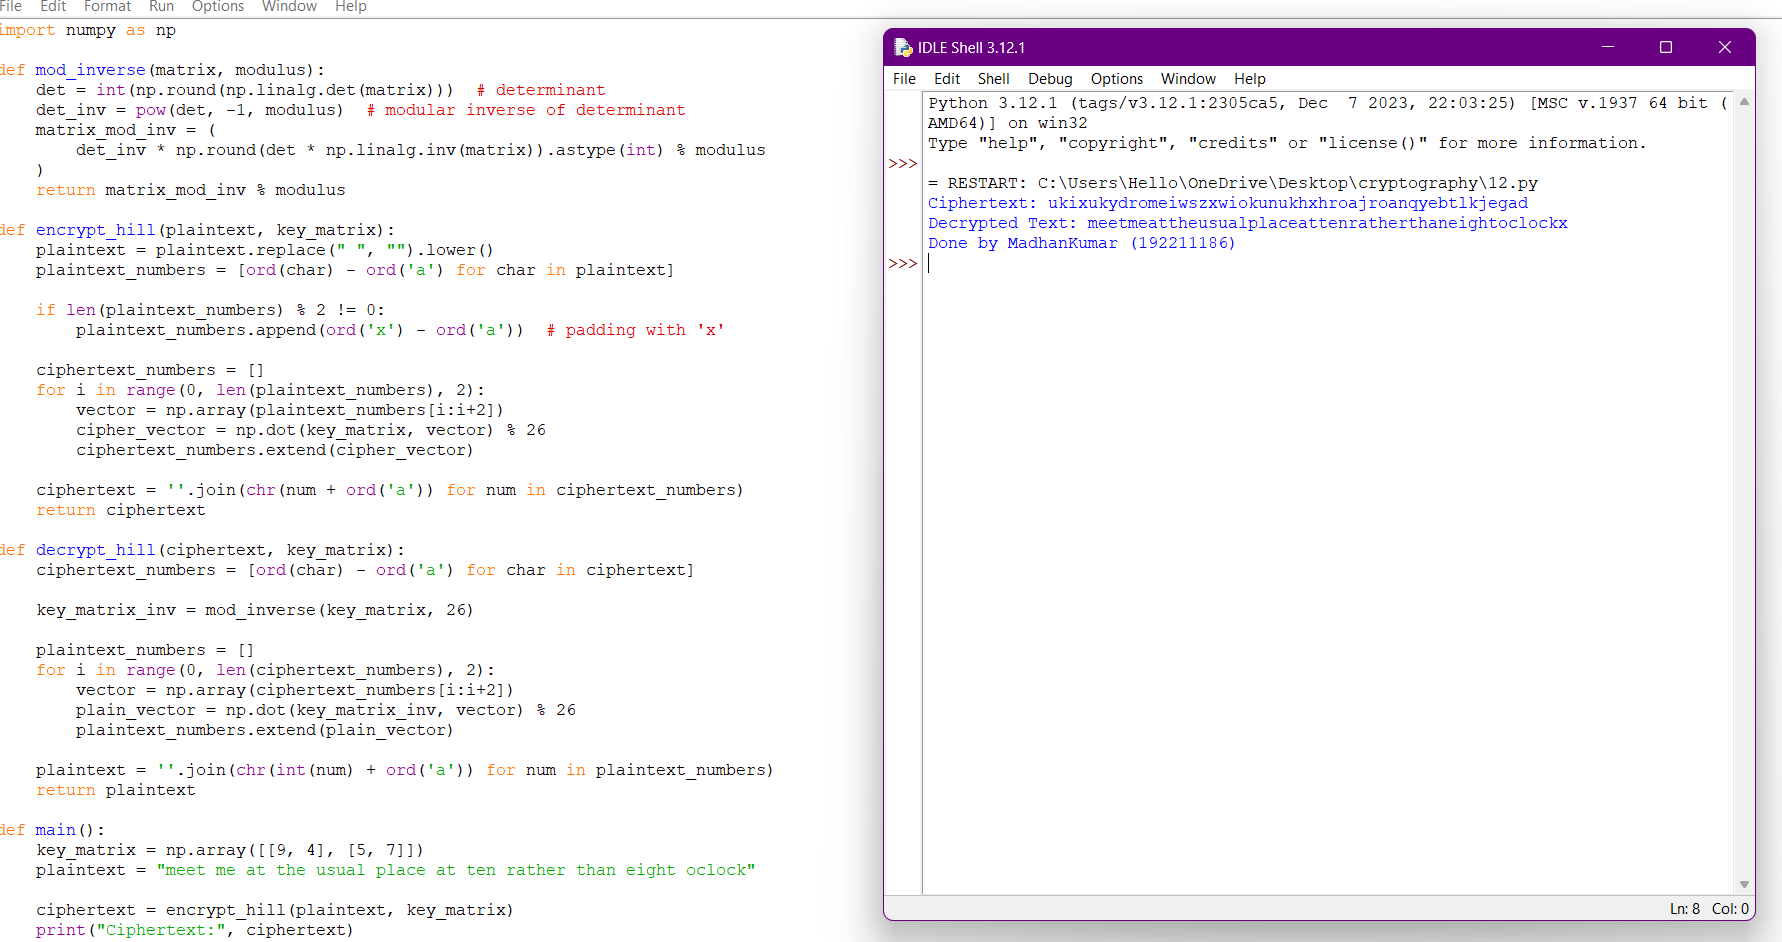 File Edit Format Run Options Window Help
import numpy as np
def mod_inverse(matrix, modulus):
    det = int(np.round(np.linalg.det(matrix)))  # determinant
    det_inv = pow(det, -1, modulus)  # modular inverse of determinant
    matrix_mod_inv = (
        det_inv * np.round(det * np.linalg.inv(matrix)).astype(int) % modulus
    )
    return matrix_mod_inv % modulus
def encrypt_hill(plaintext, key_matrix):
    plaintext = plaintext.replace(" ", "").lower()
    plaintext_numbers = [ord(char) - ord('a') for char in plaintext]
    if len(plaintext_numbers) % 2 != 0:
        plaintext_numbers.append(ord('x') - ord('a'))  # padding with 'x'
    ciphertext_numbers = []
    for i in range(0, len(plaintext_numbers), 2):
        vector = np.array(plaintext_numbers[i:i+2])
        cipher_vector = np.dot(key_matrix, vector) % 26
        ciphertext_numbers.extend(cipher_vector)
    ciphertext = ''.join(chr(num + ord('a')) for num in ciphertext_numbers)
    return ciphertext
def decrypt_hill(ciphertext, key_matrix):
    ciphertext_numbers = [ord(char) - ord('a') for char in ciphertext]
    key_matrix_inv = mod_inverse(key_matrix, 26)
    plaintext_numbers = []
    for i in range(0, len(ciphertext_numbers), 2):
        vector = np.array(ciphertext_numbers[i:i+2])
        plain_vector = np.dot(key_matrix_inv, vector) % 26
        plaintext_numbers.extend(plain_vector)
    plaintext = ''.join(chr(int(num) + ord('a')) for num in plaintext_numbers)
    return plaintext
def main():
    key_matrix = np.array([[9, 4], [5, 7]])
    plaintext = "meet me at the usual place at ten rather than eight oclock"
    ciphertext = encrypt_hill(plaintext, key_matrix)
    print("Ciphertext:", ciphertext)
IDLE Shell 3.12.1
File Edit Shell Debug Options Window Help
Python 3.12.1 (tags/v3.12.1:2305ca5, Dec  7 2023, 22:03:25) [MSC v.1937 64 bit (
AMD64)] on win32
Type "help", "copyright", "credits" or "license()" for more information.
>>>
= RESTART: C:\Users\Hello\OneDrive\Desktop\cryptography\12.py
Ciphertext: ukixukydromeiwszxwiokunukhxhroajroanqyebtlkjegad
Decrypted Text: meetmeattheusualplaceattenratherthaneightoclockx
Done by MadhanKumar (192211186)
>>>
Ln: 8 Col: 0